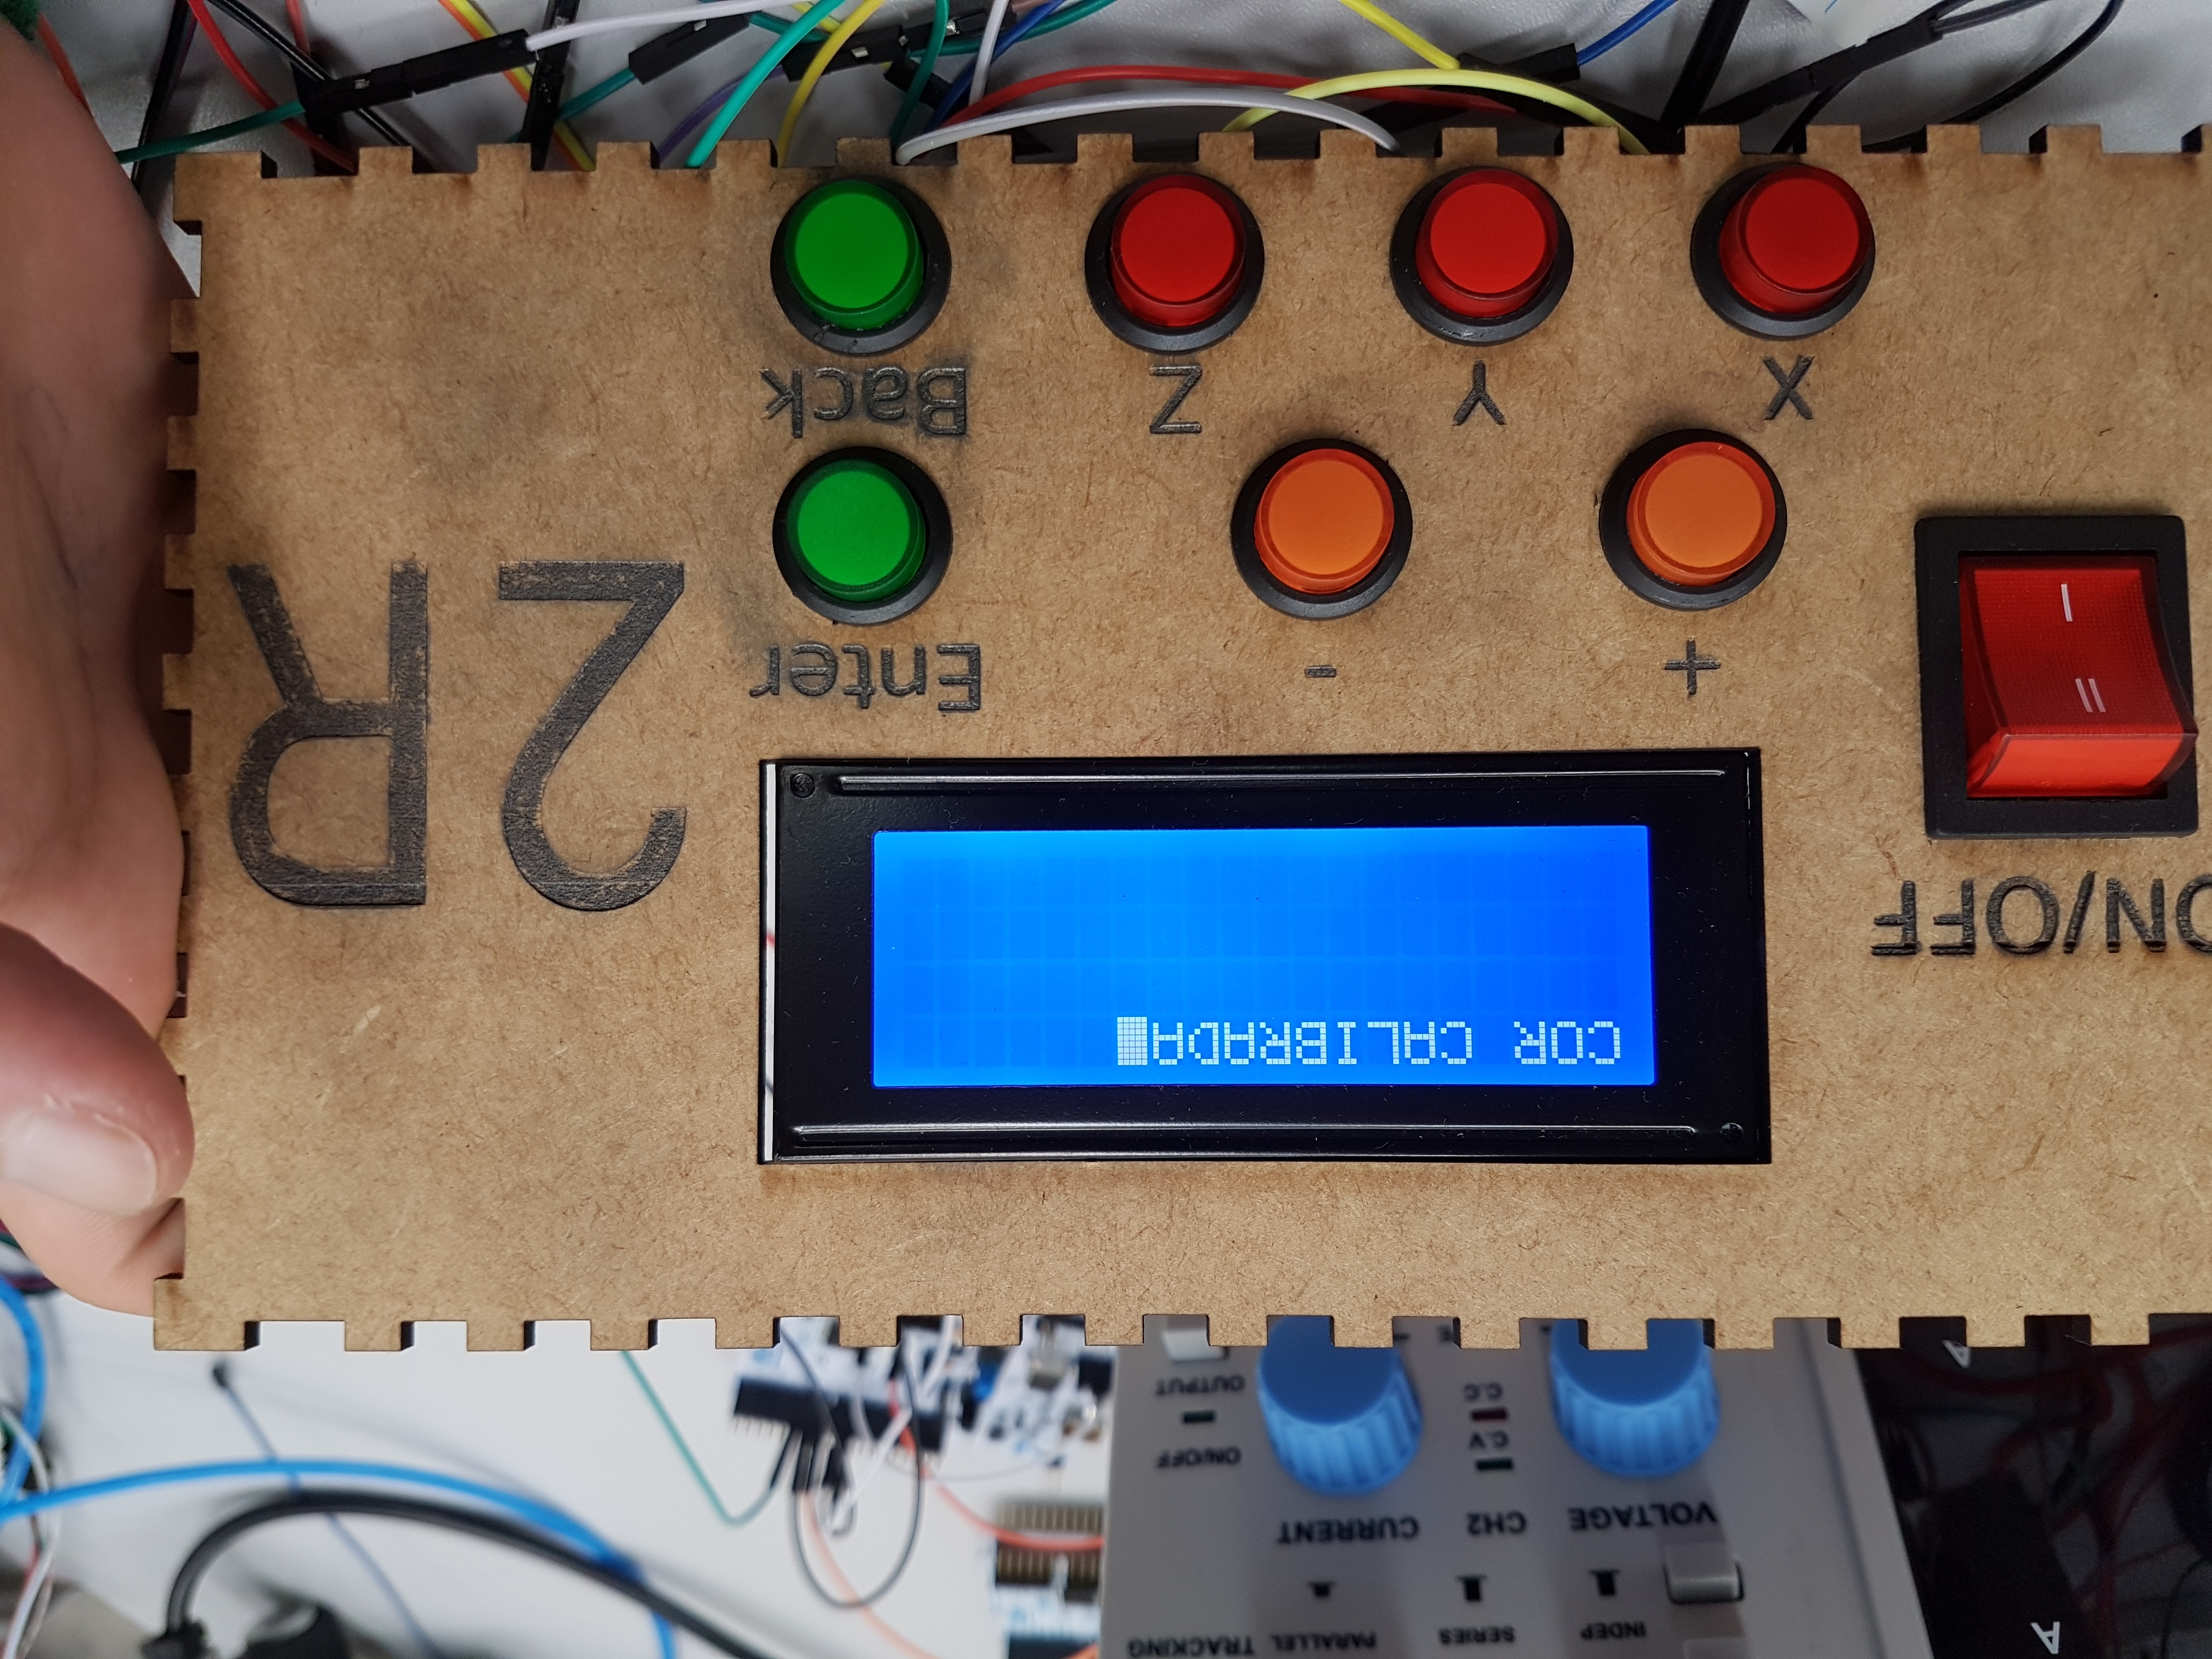 A
INDEP SERIES PARALLEL TRACKING
VOLTAGE CH2 CURRENT
C.V
C.C
ON/OFF
OUTPUT
A
COR CALIBRADA
ON/OFF
2R
+ - Enter
X Y Z Back